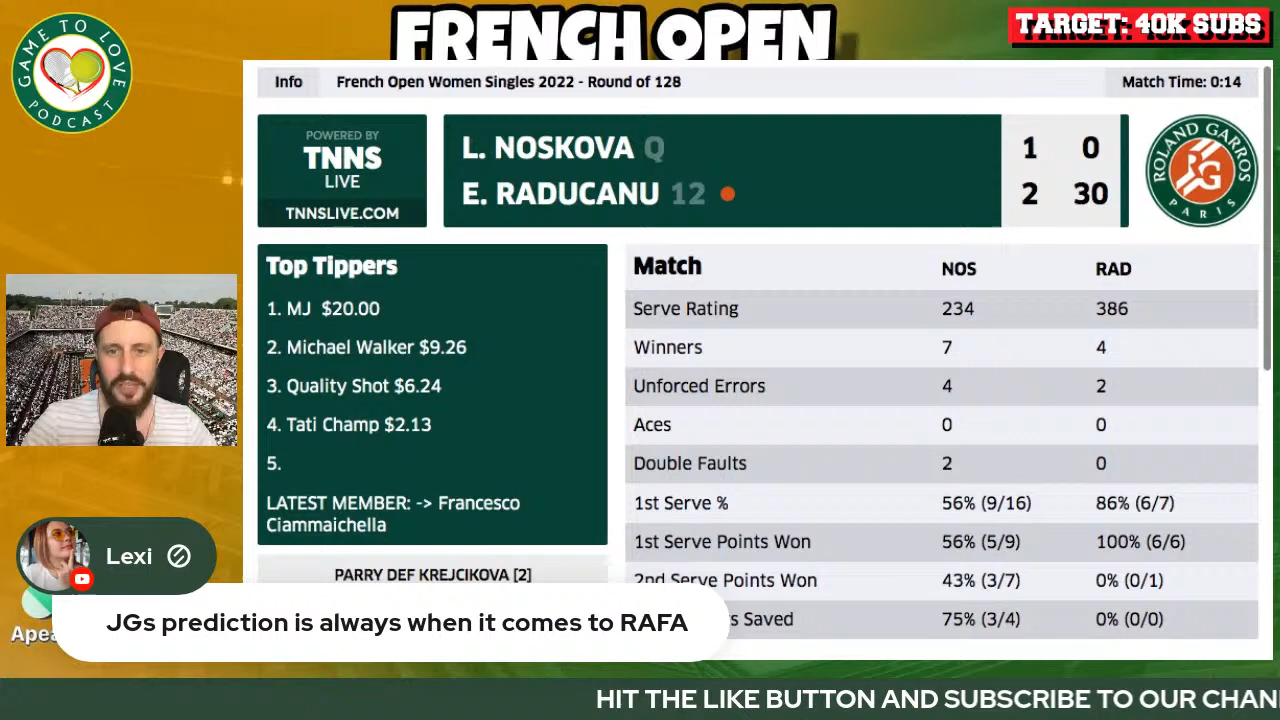 FRENCH OPEN
TARGET: 40K SUBS
GAME TO LOVE
PODCAST
Info French Open Women Singles 2022 - Round of 128 Match Time: 0:14
POWERED BY
TNNS
LIVE
TNNSLIVE.COM
L. NOSKOVA Q 1 0
E. RADUCANU 12 2 30
ROLAND GARROS
PARIS
Top Tippers
1. MJ $20.00
2. Michael Walker $9.26
3. Quality Shot $6.24
4. Tati Champ $2.13
5.
LATEST MEMBER: -> Francesco
Ciammaichella
PARRY DEF KREJCIKOVA [2]
Match NOS RAD
Serve Rating 234 386
Winners 7 4
Unforced Errors 4 2
Aces 0 0
Double Faults 2 0
1st Serve % 56% (9/16) 86% (6/7)
1st Serve Points Won 56% (5/9) 100% (6/6)
2nd Serve Points Won 43% (3/7) 0% (0/1)
Saved 75% (3/4) 0% (0/0)
Lexi
JGs prediction is always when it comes to RAFA
HIT THE LIKE BUTTON AND SUBSCRIBE TO OUR CHAN